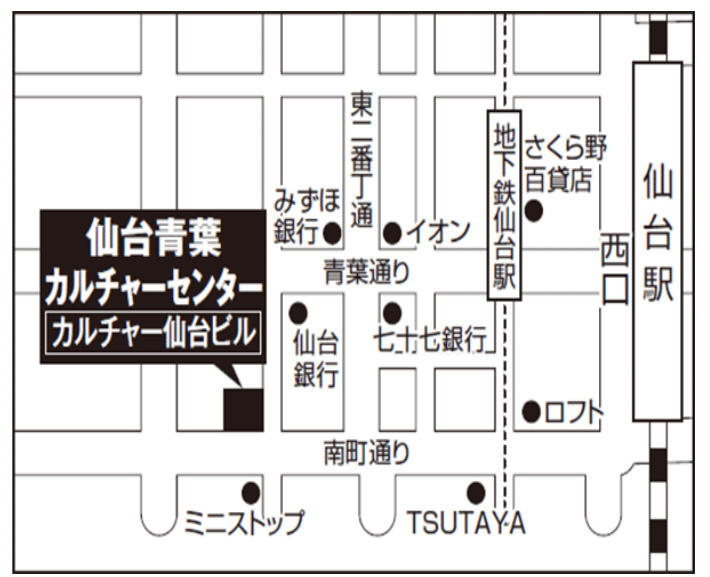 東二番丁通
地下鉄仙台駅
さくら野
百貨店
みずほ
銀行
イオン
仙台駅
西口
仙台青葉
カルチャーセンター
カルチャー仙台ビル
青葉通り
仙台
銀行
七十七銀行
ロフト
南町通り
ミニストップ
TSUTAYA